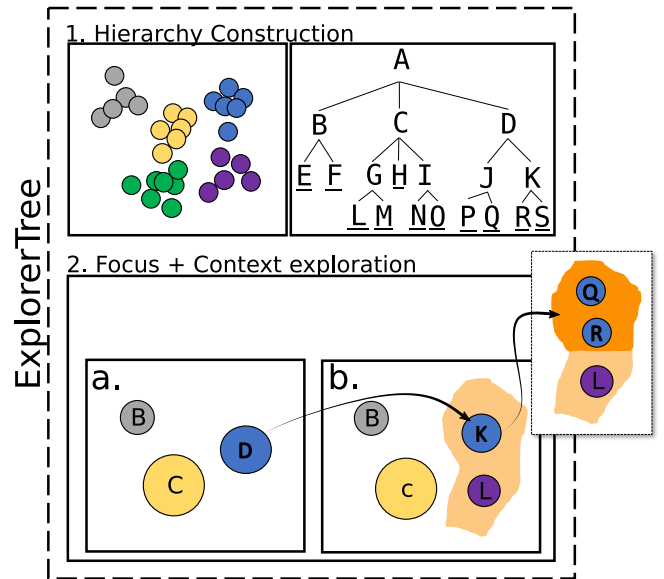 ExplorerTree
1. Hierarchy Construction
A
B C D
E F G H I J K
L M N O P Q R S
2. Focus + Context exploration
a.
B
D
C
b.
B
K
c
L
Q
R
L